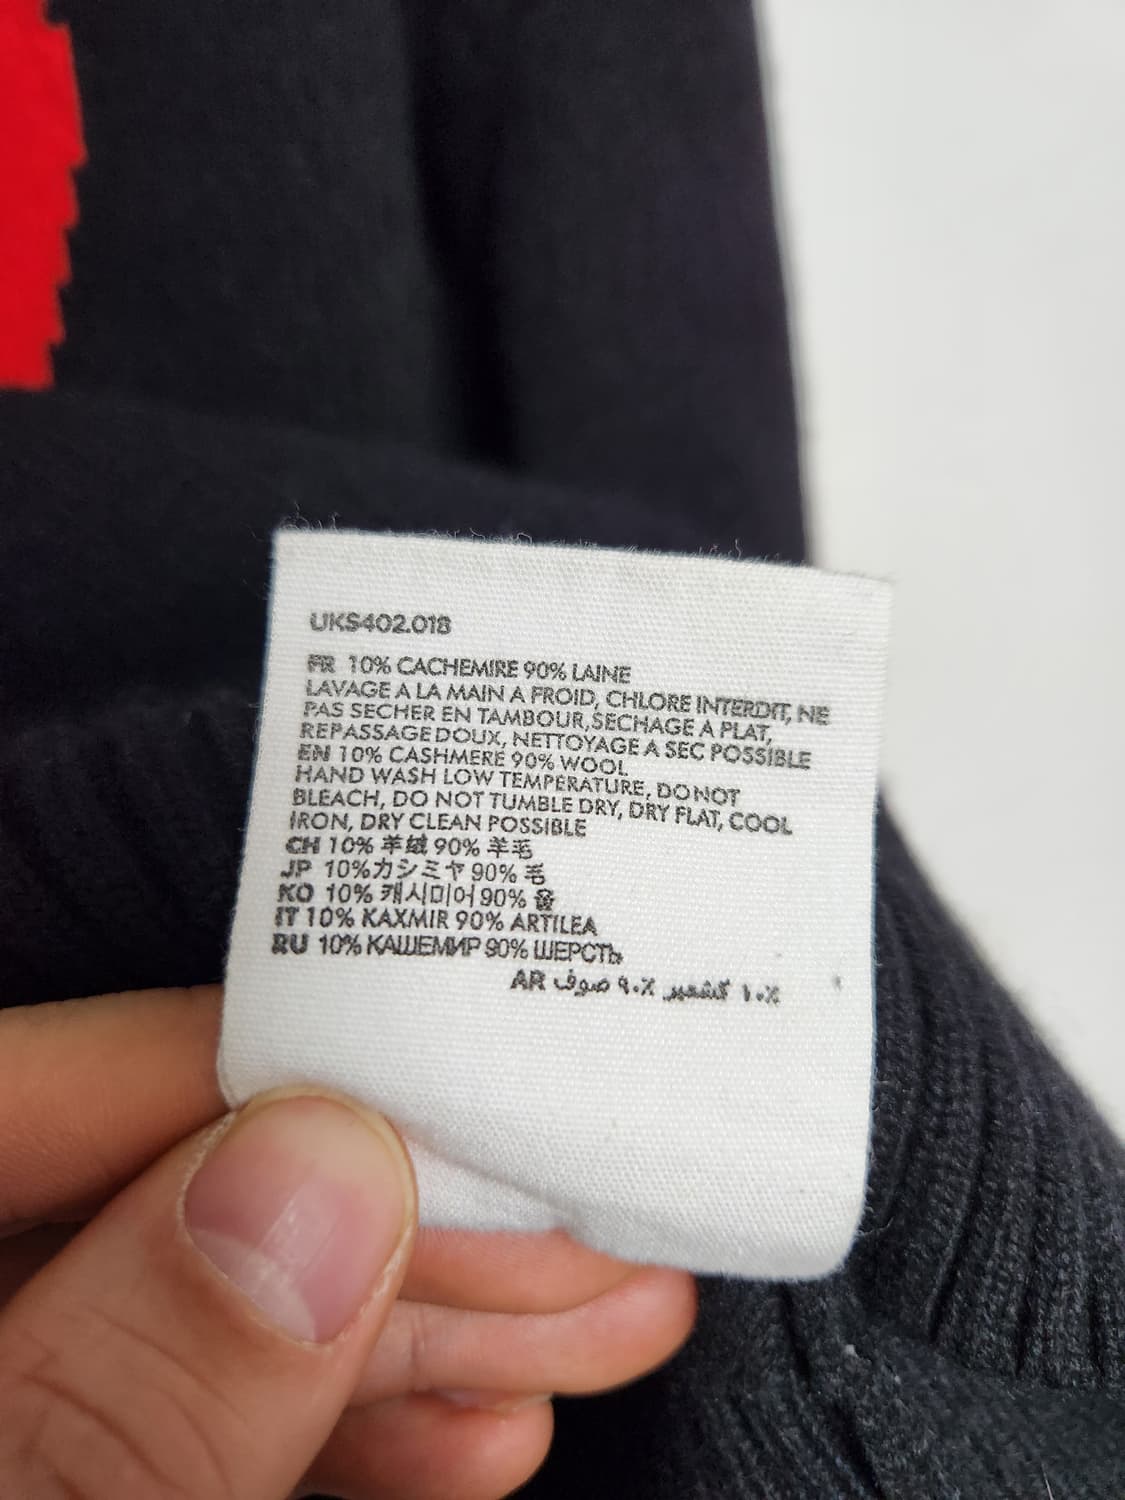 UKS402.018
FR 10% CACHEMIRE 90% LAINE
LAVAGE A LA MAIN A FROID, CHLORE INTERDIT, NE
PAS SECHER EN TAMBOUR, SECHAGE A PLAT,
REPASSAGE DOUX, NETTOYAGE A SEC POSSIBLE
EN 10% CASHMERE 90% WOOL
HAND WASH LOW TEMPERATURE, DO NOT
BLEACH, DO NOT TUMBLE DRY, DRY FLAT, COOL
IRON, DRY CLEAN POSSIBLE
CH 10% 羊绒 90% 羊毛
JP 10%カシミヤ 90% 毛
KO 10% 캐시미어 90% 울
IT 10% KAXMIR 90% ARTILEA
RU 10% КАШЕМИР 90% ШЕРСТЬ
٪١٠ كشمير ٪٩٠ صوف AR